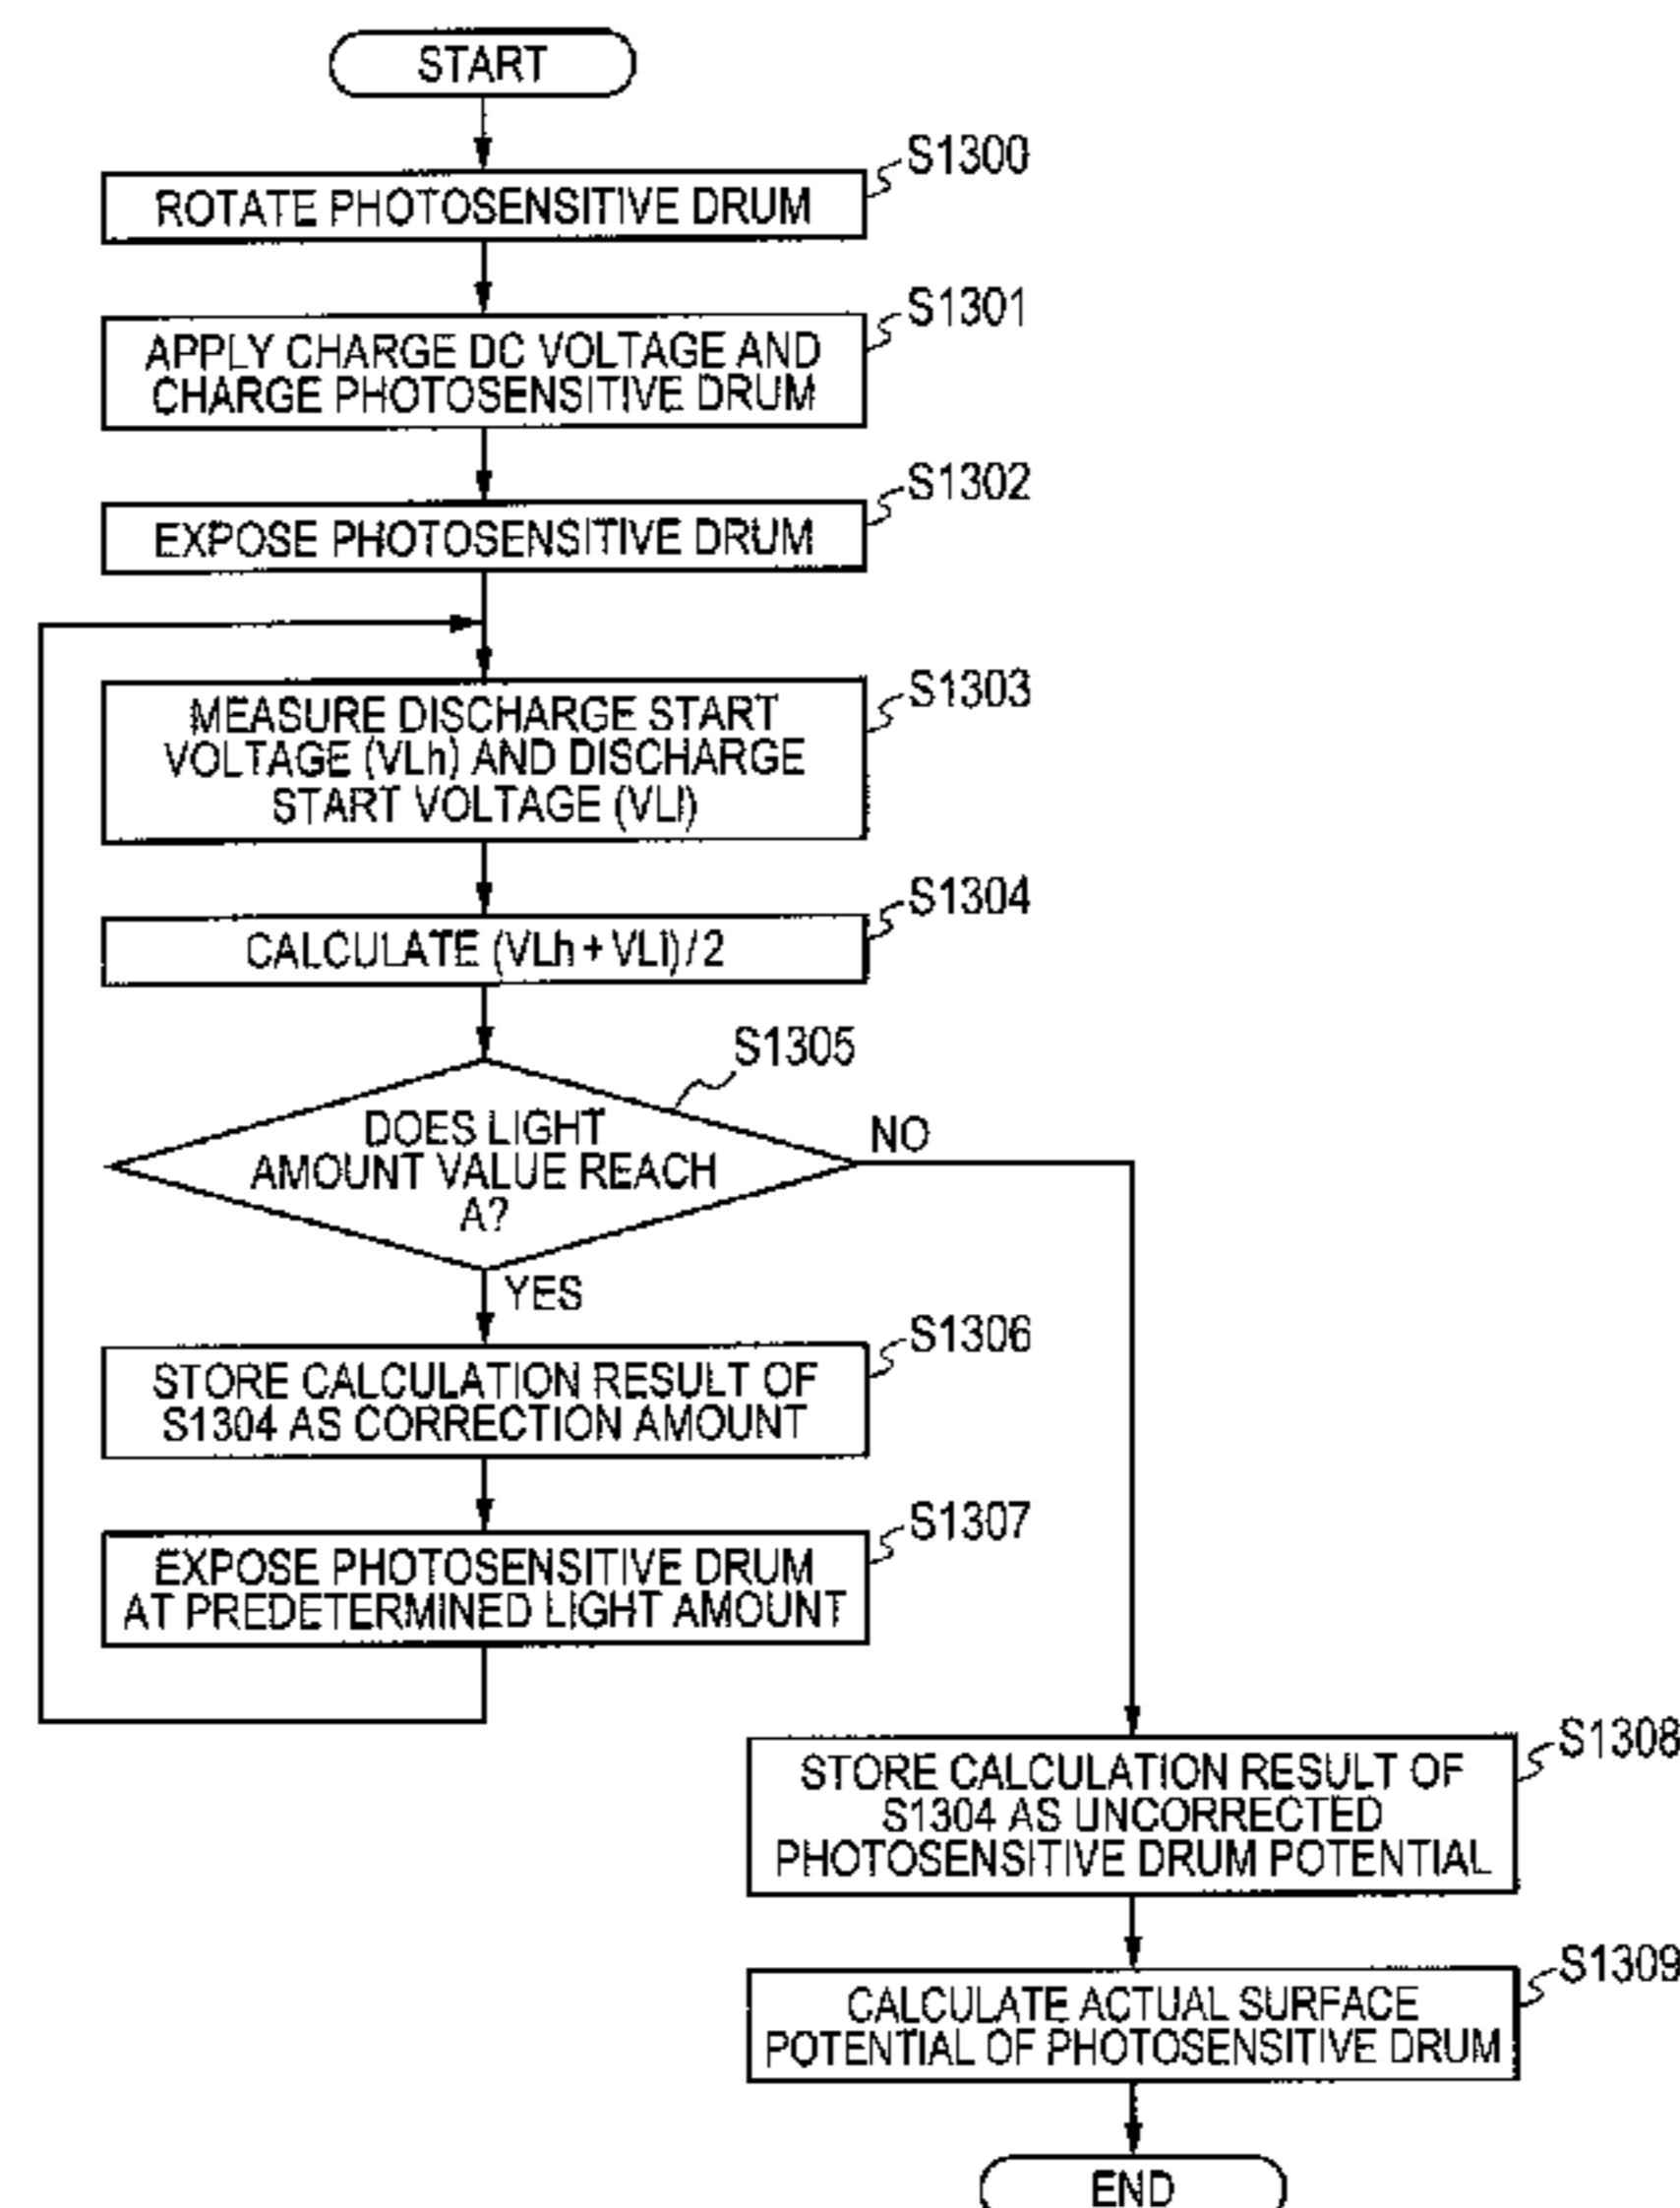 START
S1300
ROTATE PHOTOSENSITIVE DRUM
S1301
APPLY CHARGE DC VOLTAGE AND
CHARGE PHOTOSENSITIVE DRUM
S1302
EXPOSE PHOTOSENSITIVE DRUM
S1303
MEASURE DISCHARGE START
VOLTAGE (VLh) AND DISCHARGE
START VOLTAGE (VLl)
S1304
CALCULATE (VLh + VLl) / 2
S1305
DOES LIGHT
AMOUNT VALUE REACH
A?
NO
YES
S1306
STORE CALCULATION RESULT OF
S1304 AS CORRECTION AMOUNT
S1307
EXPOSE PHOTOSENSITIVE DRUM
AT PREDETERMINED LIGHT AMOUNT
S1308
STORE CALCULATION RESULT OF
S1304 AS UNCORRECTED
PHOTOSENSITIVE DRUM POTENTIAL
S1309
CALCULATE ACTUAL SURFACE
POTENTIAL OF PHOTOSENSITIVE DRUM
END